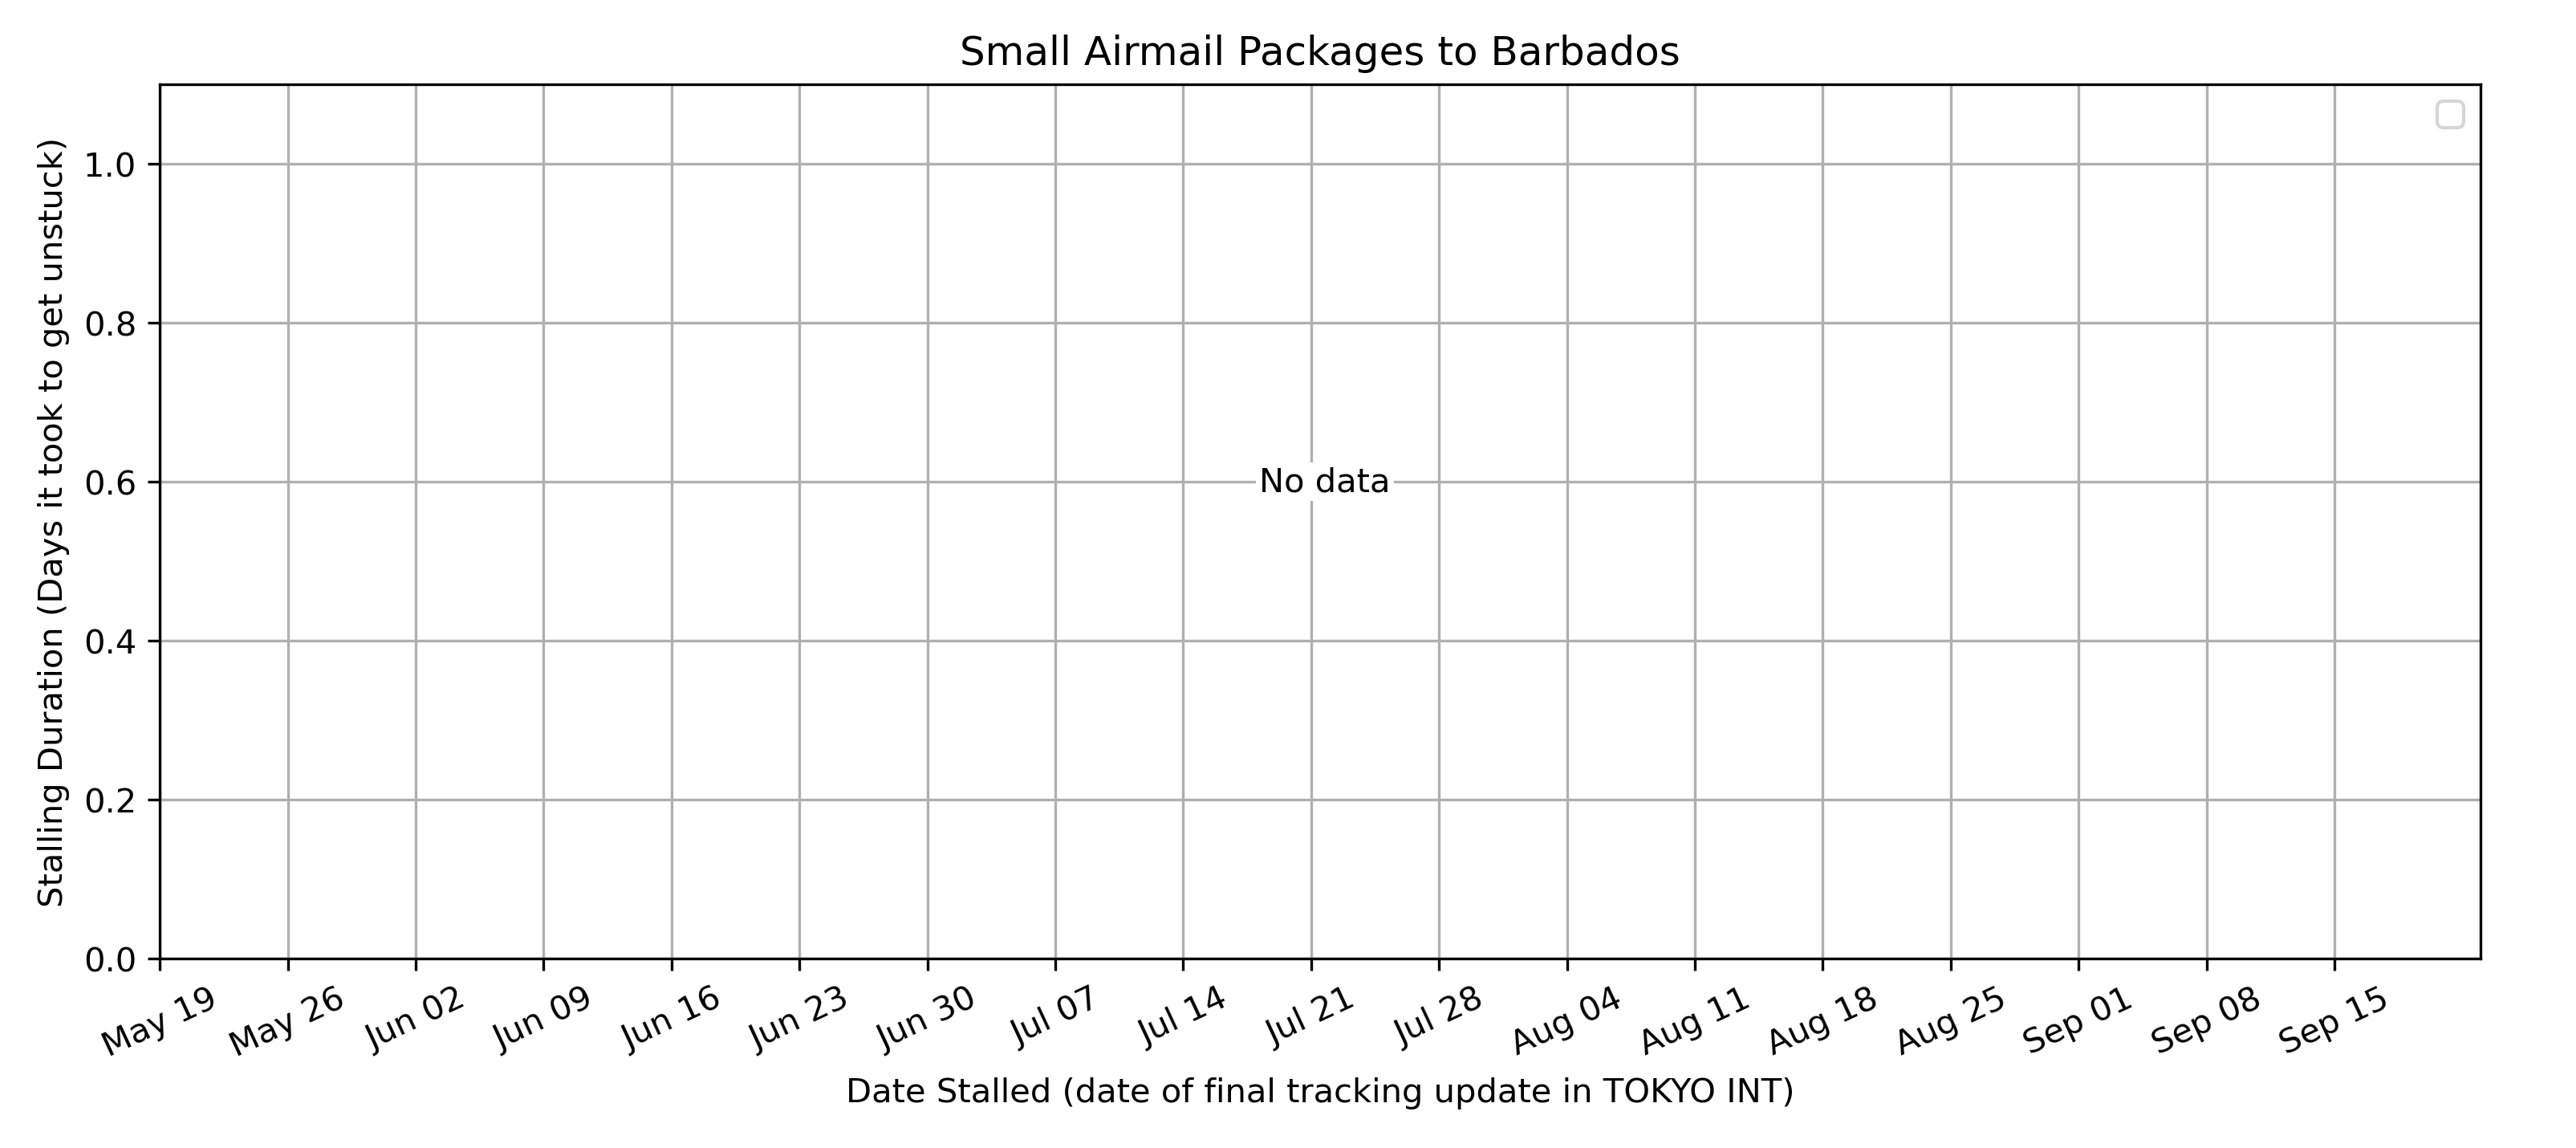 Small Airmail Packages to Barbados
Stalling Duration (Days it took to get unstuck)
1.0
0.8
0.6
0.4
0.2
0.0
No data
May 19
May 26
Jun 02
Jun 09
Jun 16
Jun 23
Jun 30
Jul 07
Jul 14
Jul 21
Jul 28
Aug 04
Aug 11
Aug 18
Aug 25
Sep 01
Sep 08
Sep 15
Date Stalled (date of final tracking update in TOKYO INT)